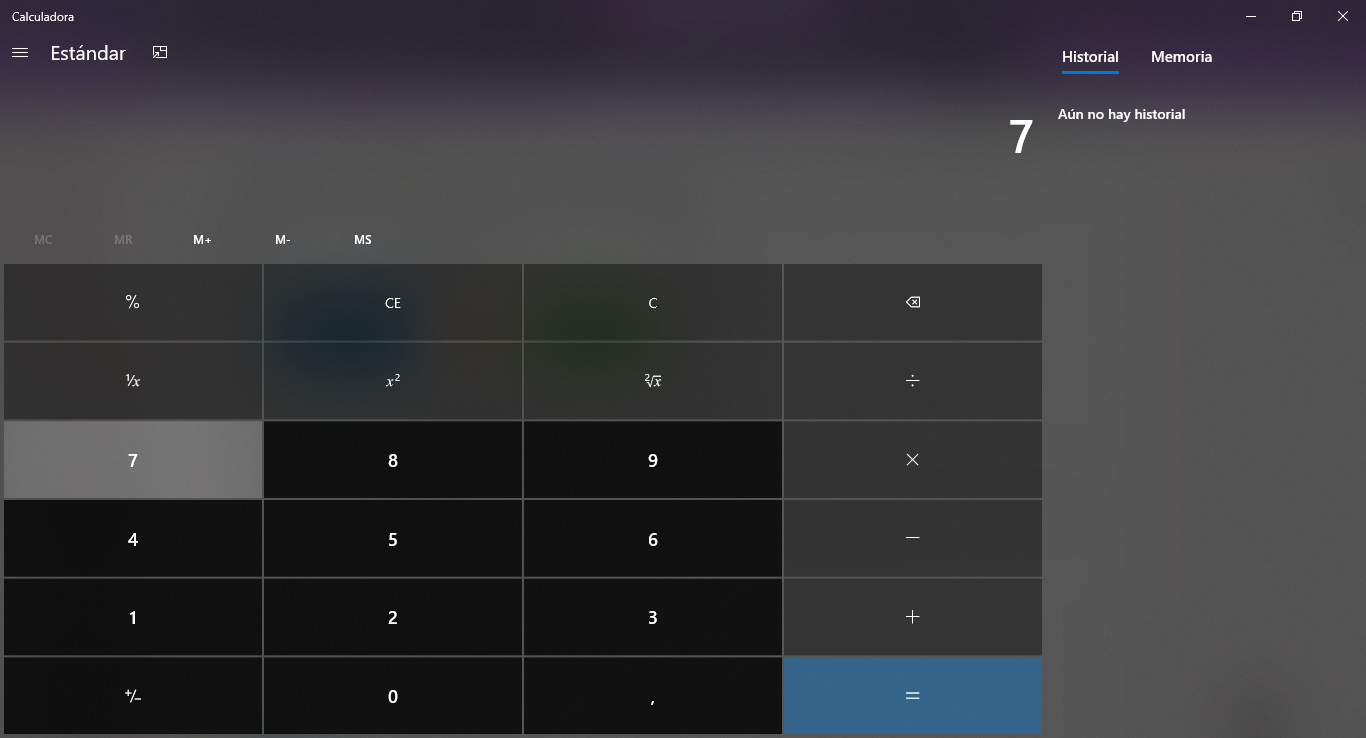 Calculadora
Estándar
Historial Memoria
Aún no hay historial
7
MC MR M+ M- MS
% CE C
¹/x x² ²√x ÷
7 8 9 ×
4 5 6 −
1 2 3 +
+/− 0 , =